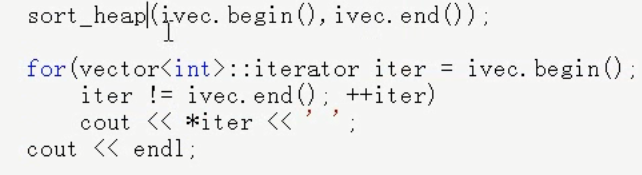 sort_heap(ivec.begin(),ivec.end());
for(vector<int>::iterator iter = ivec.begin();
iter != ivec.end(); ++iter)
cout << *iter << ' ';
cout << endl;